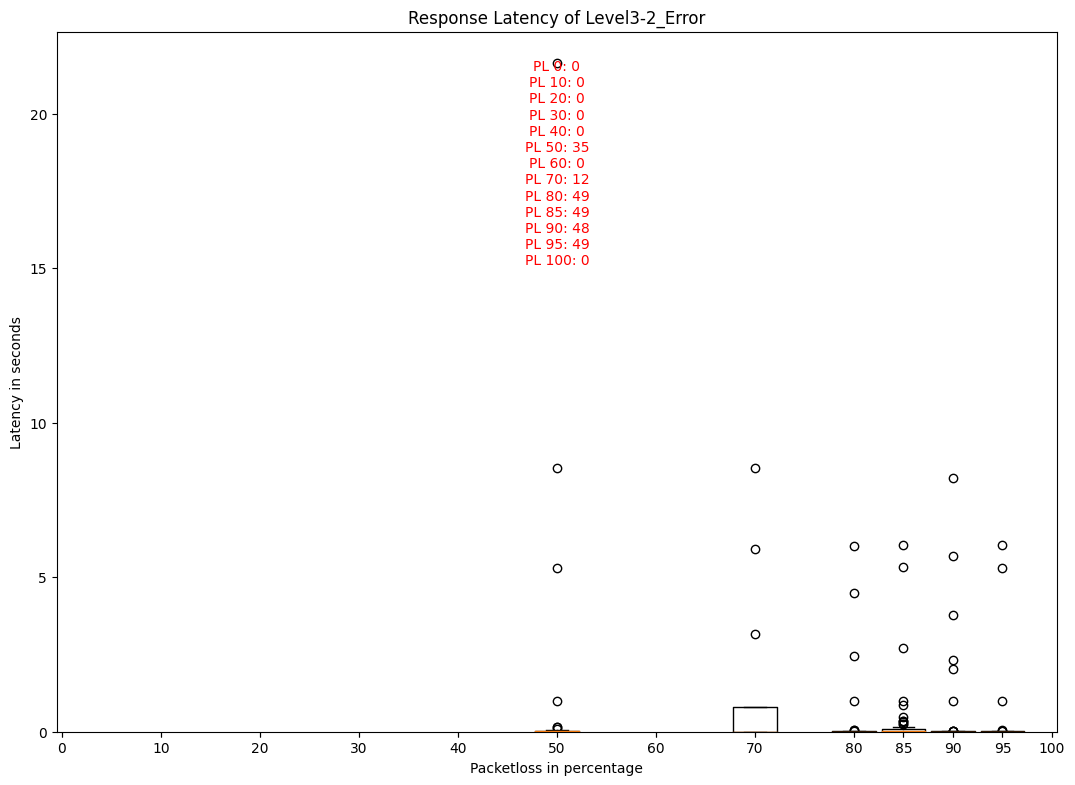 Response Latency of Level3-2_Error
PL 0: 0
PL 10: 0
PL 20: 0
PL 30: 0
PL 40: 0
PL 50: 35
PL 60: 0
PL 70: 12
PL 80: 49
PL 85: 49
PL 90: 48
PL 95: 49
PL 100: 0
Latency in seconds
20
15
10
5
0
0 10 20 30 40 50 60 70 80 85 90 95 100
Packetloss in percentage